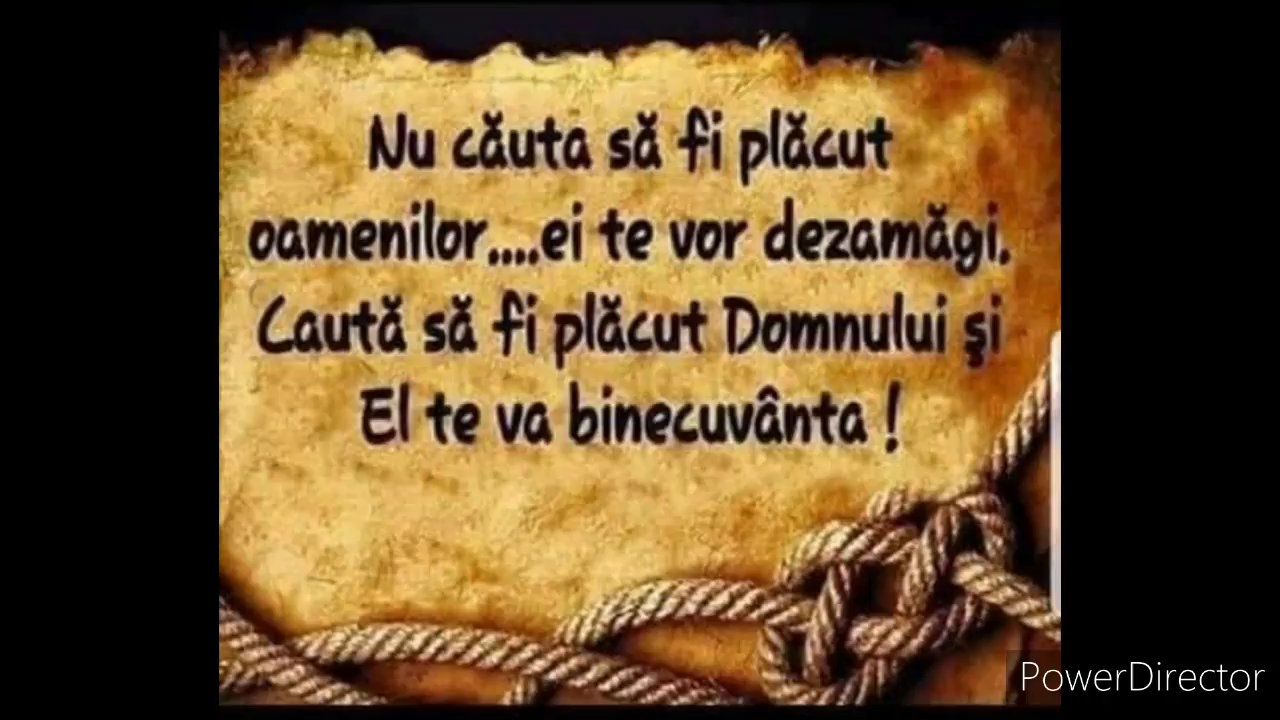 Nu căuta să fi plăcut
oamenilor....ei te vor dezamăgi.
Caută să fi plăcut Domnului şi
El te va binecuvânta !
PowerDirector